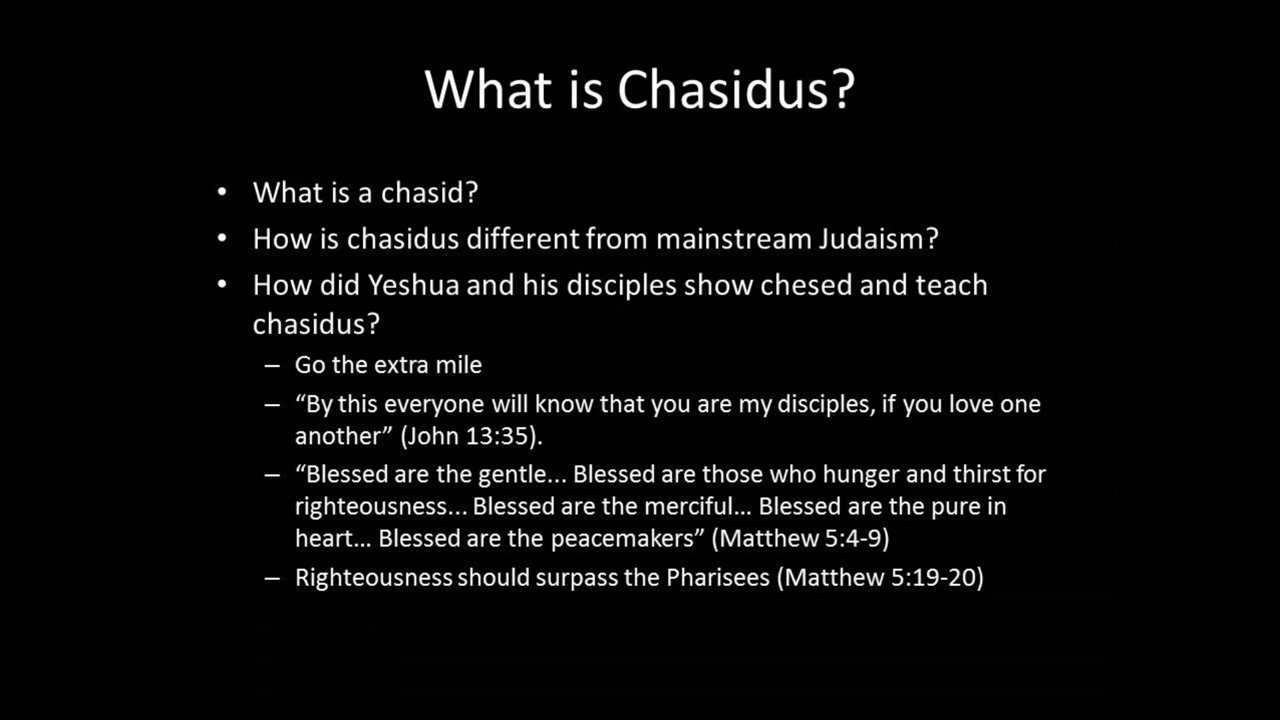 What is Chasidus?
• What is a chasid?
• How is chasidus different from mainstream Judaism?
• How did Yeshua and his disciples show chesed and teach
chasidus?
– Go the extra mile
– “By this everyone will know that you are my disciples, if you love one
another” (John 13:35).
– “Blessed are the gentle... Blessed are those who hunger and thirst for
righteousness... Blessed are the merciful... Blessed are the pure in
heart... Blessed are the peacemakers” (Matthew 5:4-9)
– Righteousness should surpass the Pharisees (Matthew 5:19-20)